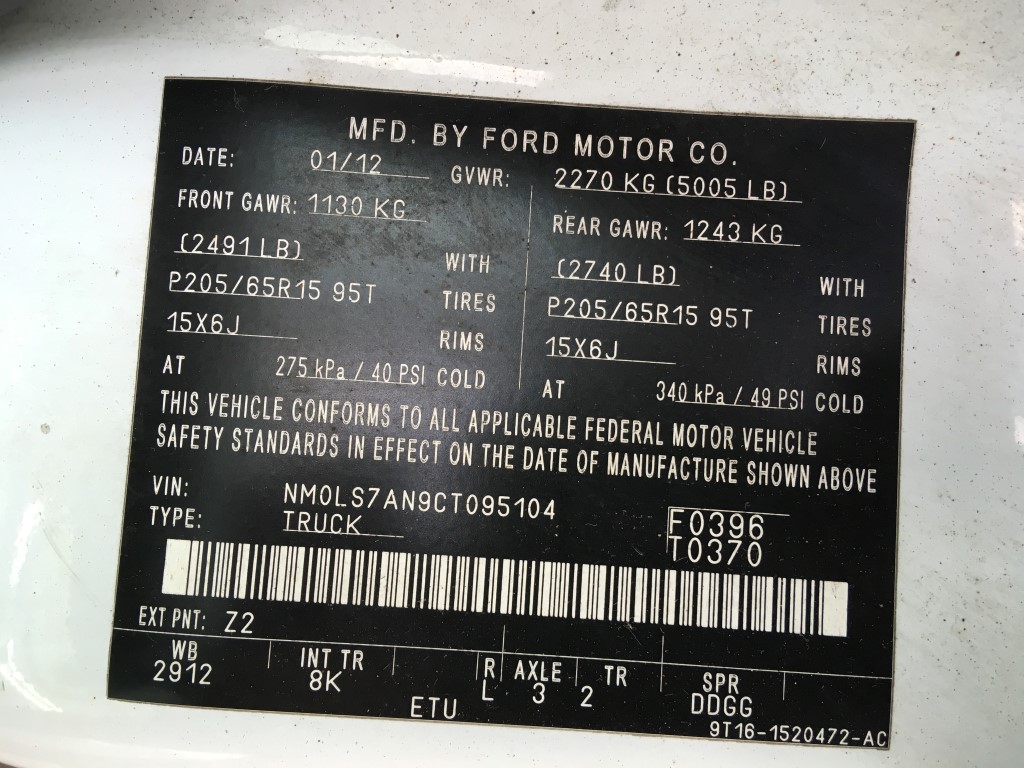 MFD. BY FORD MOTOR CO.
DATE: 01/12 GVWR: 2270 KG (5005 LB)
FRONT GAWR: 1130 KG REAR GAWR: 1243 KG
(2491 LB) WITH (2740 LB) WITH
P205/65R15 95T TIRES P205/65R15 95T TIRES
15X6J RIMS 15X6J RIMS
AT 275 kPa / 40 PSI COLD AT 340 kPa / 49 PSI COLD
THIS VEHICLE CONFORMS TO ALL APPLICABLE FEDERAL MOTOR VEHICLE
SAFETY STANDARDS IN EFFECT ON THE DATE OF MANUFACTURE SHOWN ABOVE
VIN: NM0LS7AN9CT095104 F0396
TYPE: TRUCK T0370
EXT PNT: Z2
WB INT TR R AXLE TR SPR
2912 8K L 3 2 DDGG
ETU 9T16-1520472-AC